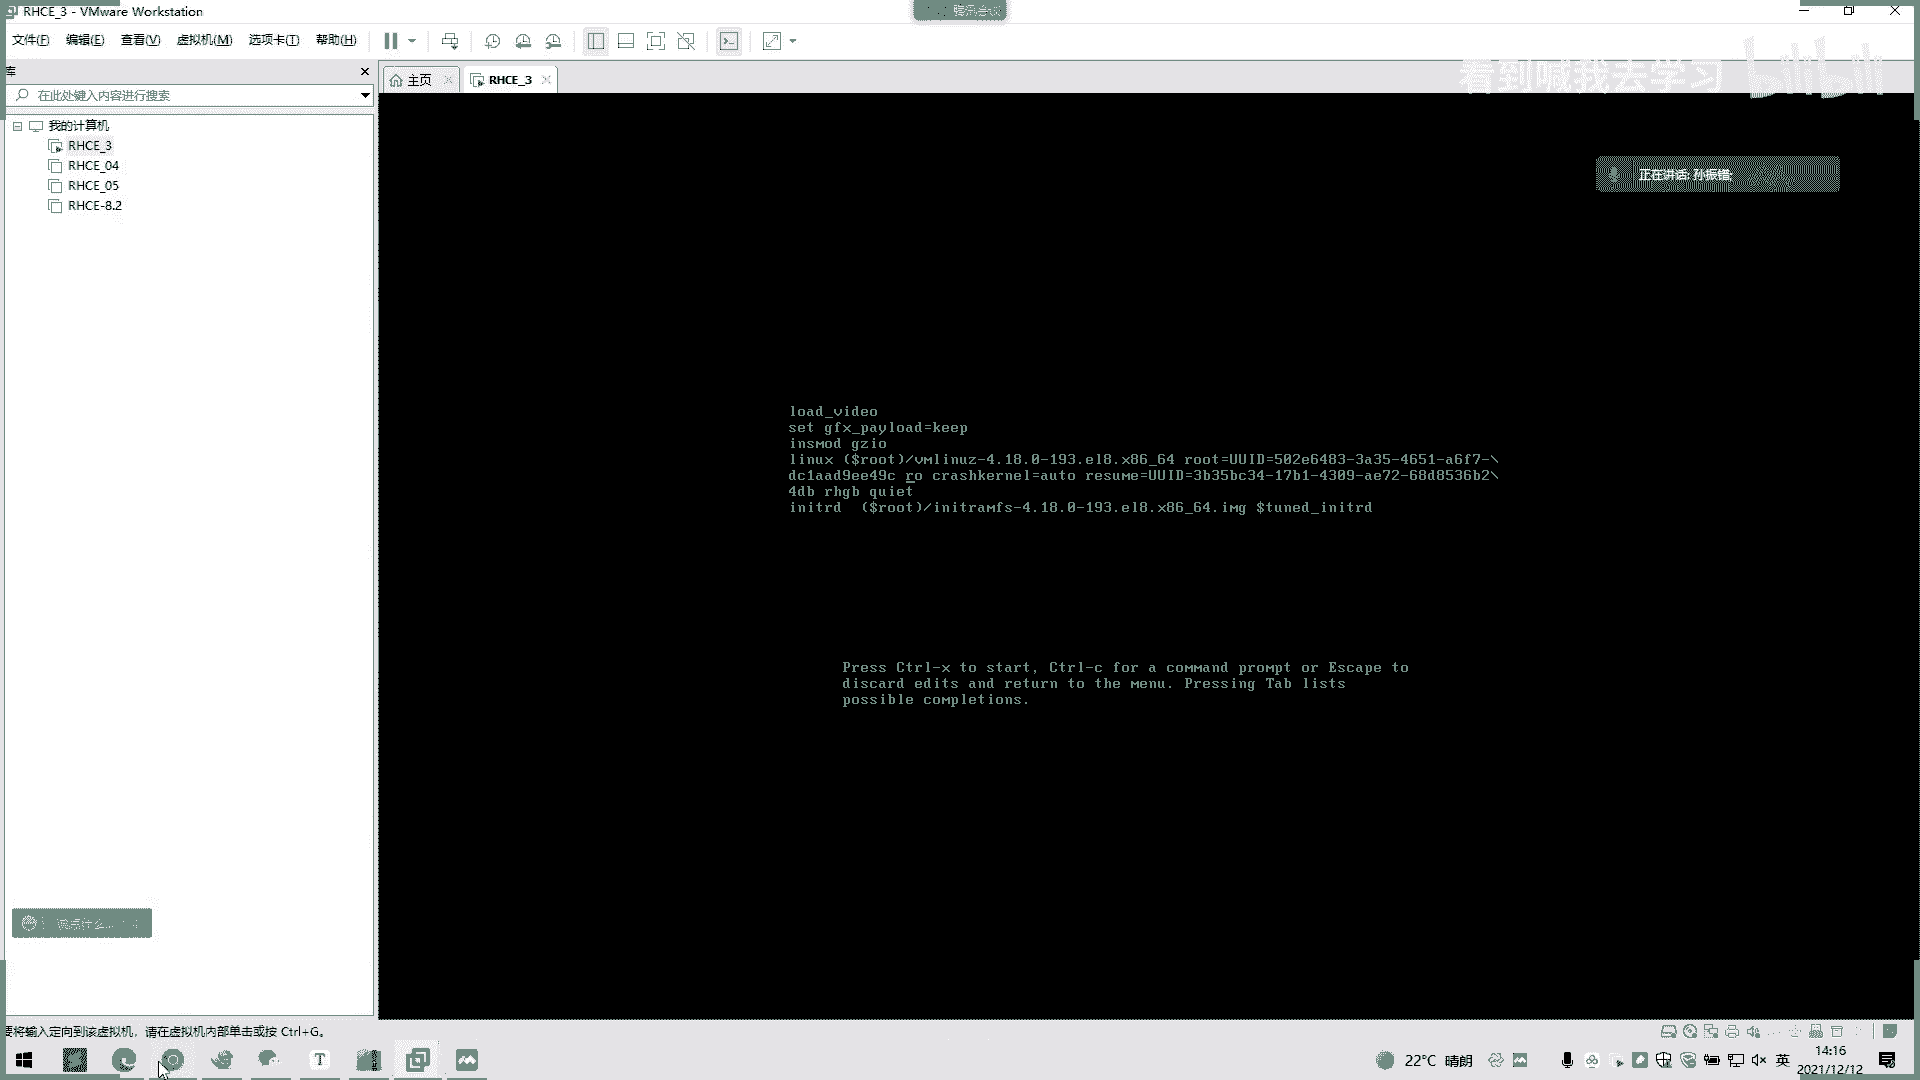 RHCE_3 - VMware Workstation
腾讯会议
文件(F) 编辑(E) 查看(V) 虚拟机(M) 选项卡(T) 帮助(H)
库
在此处键入内容进行搜索
主页
RHCE_3
看到喊我去学习 bilibili
我的计算机
RHCE_3
RHCE_04
RHCE_05
RHCE-8.2
正在讲话: 孙振错;
load_video
set gfx_payload=keep
insmod gzio
linux ($root)/vmlinuz-4.18.0-193.el8.x86_64 root=UUID=502e6483-3a35-4651-a6f7-\
dc1aad9ee49c ro crashkernel=auto resume=UUID=3b35bc34-17b1-4309-ae72-68d8536b2\
4db rhgb quiet
initrd  ($root)/initramfs-4.18.0-193.el8.x86_64.img $tuned_initrd
Press Ctrl-x to start, Ctrl-c for a command prompt or Escape to
discard edits and return to the menu. Pressing Tab lists
possible completions.
说点什么...
要将输入定向到该虚拟机，请在虚拟机内部单击或按 Ctrl+G。
22°C 晴朗
英
14:16
2021/12/12